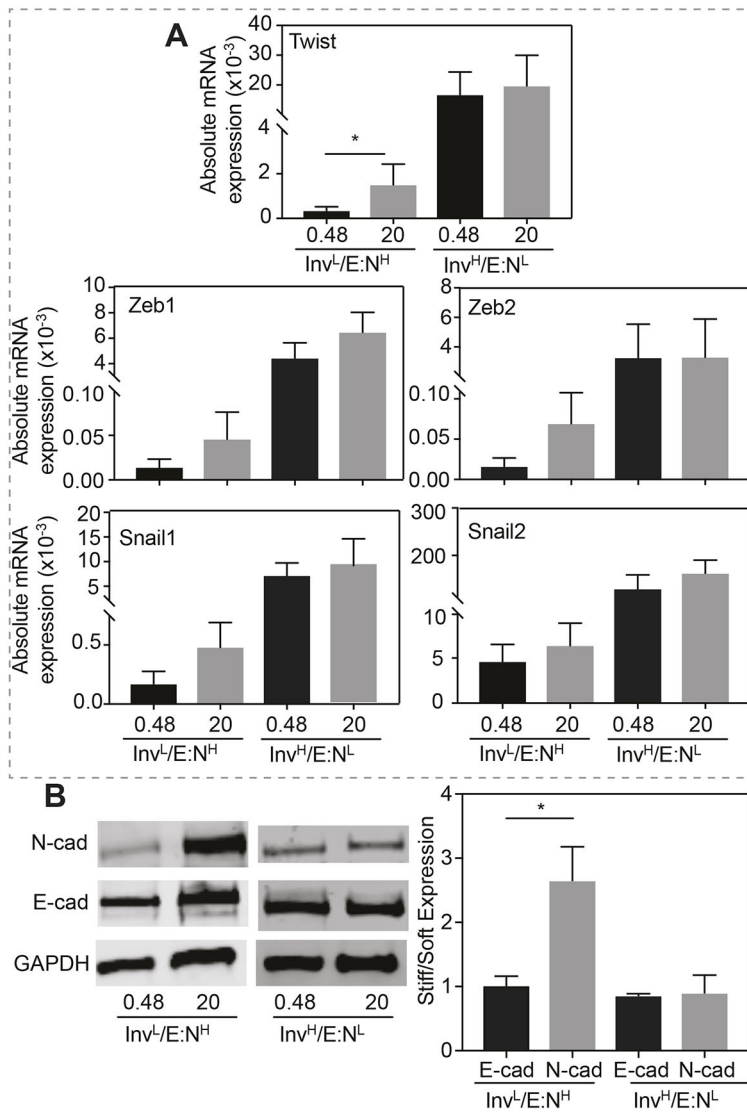 A
Twist
Absolute mRNA
expression (x10⁻³)
40
20
0
4
2
0
*
0.48 20 0.48 20
Invᴸ/E:Nᴴ Invᴴ/E:Nᴸ
Zeb1
Absolute mRNA
expression (x10⁻³)
10
8
6
4
0.10
0.05
0.00
Zeb2
8
6
4
2
0.10
0.05
0.00
Snail1
Absolute mRNA
expression (x10⁻³)
20
15
10
5
0.5
0.0
0.48 20 0.48 20
Invᴸ/E:Nᴴ Invᴴ/E:Nᴸ
Snail2
300
200
10
5
0
0.48 20 0.48 20
Invᴸ/E:Nᴴ Invᴴ/E:Nᴸ
B
N-cad
E-cad
GAPDH
0.48 20 0.48 20
Invᴸ/E:Nᴴ Invᴴ/E:Nᴸ
Stiff/Soft Expression
4
3
2
1
0
*
E-cad N-cad E-cad N-cad
Invᴸ/E:Nᴴ Invᴴ/E:Nᴸ